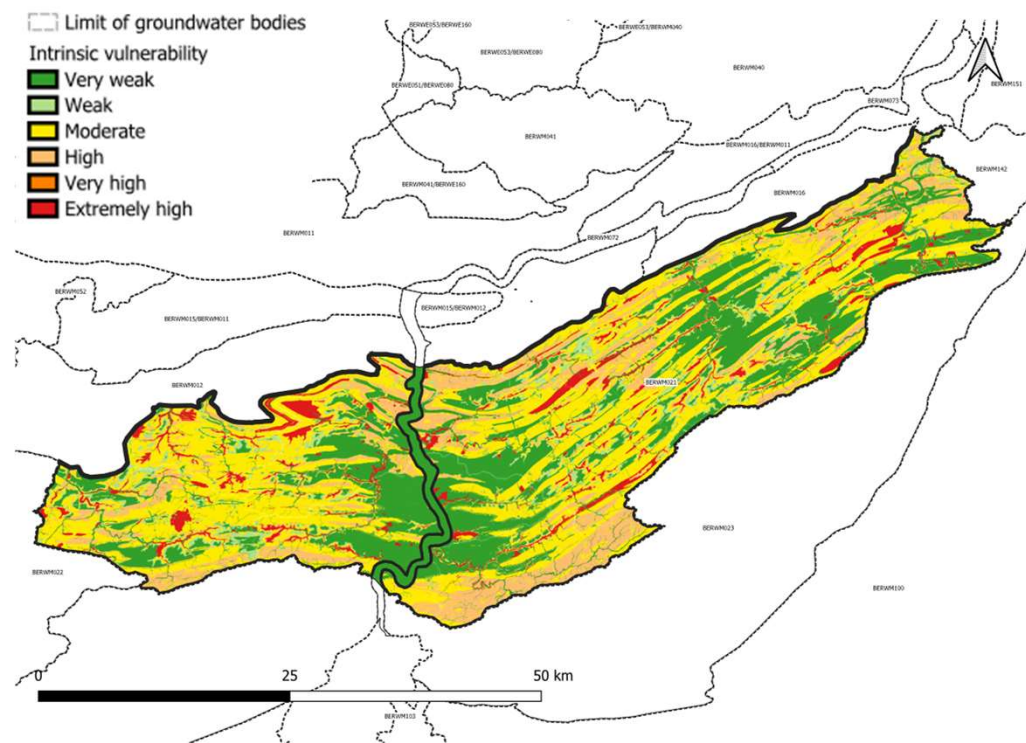 Limit of groundwater bodies
Intrinsic vulnerability
Very weak
Weak
Moderate
High
Very high
Extremely high
BERWE053/BERWE160
BERWE053/BERWM040
BERWE053/BERWE080
BERWM040
BERWE051/BERWE080
BERWM151
BERWM073
BERWM041
BERWM016/BERWM011
BERWM142
BERWM041/BERWE160
BERWM016
BERWM011
BERWM072
BERWM052
BERWM015/BERWM012
BERWM015/BERWM011
BERWM012
BERWM021
BERWM023
BERWM022
BERWM100
0
25
50 km
BERWM103